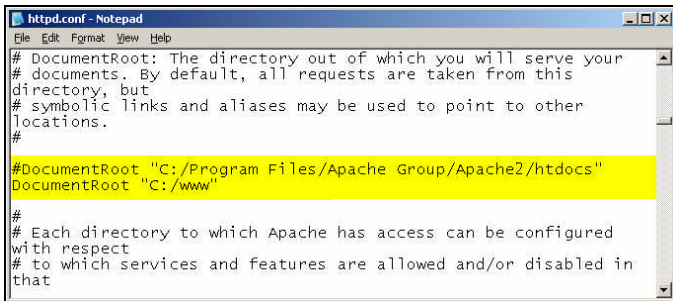 httpd.conf - Notepad
File Edit Format View Help
# DocumentRoot: The directory out of which you will serve your
# documents. By default, all requests are taken from this
directory, but
# symbolic links and aliases may be used to point to other
locations.
#
#DocumentRoot "C:/Program Files/Apache Group/Apache2/htdocs"
DocumentRoot "C:/www"
#
# Each directory to which Apache has access can be configured
with respect
# to which services and features are allowed and/or disabled in
that